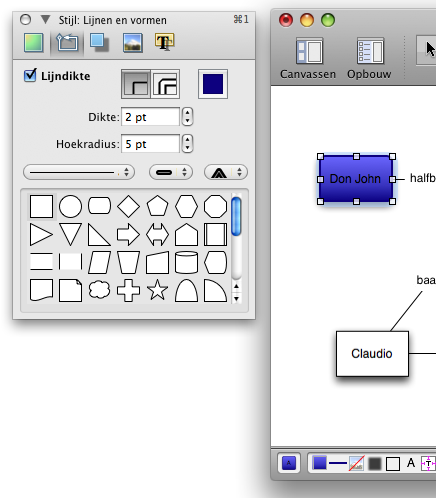 Stijl: Lijnen en vormen ⌘1
Lijndikte
Dikte: 2 pt
Hoekradius: 5 pt
Canvassen Opbouw
Don John
halfb
baa
Claudio
A
T